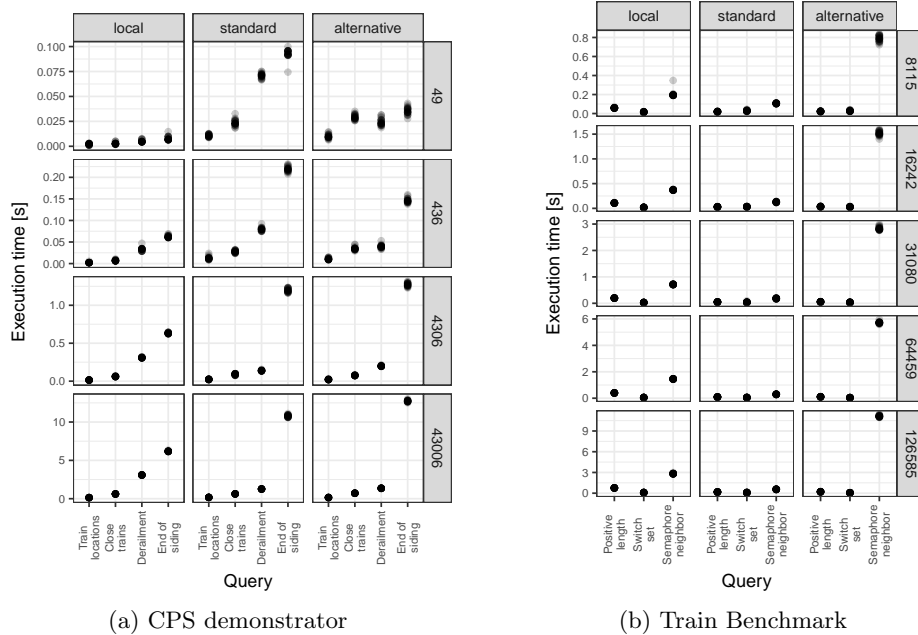 local
standard
alternative
0.100
0.075
0.050
0.025
0.000
49
0.20
0.15
0.10
0.05
0.00
436
1.0
0.5
0.0
4306
10
5
0
43006
Execution time [s]
Train
locations
Close
trains
Derailment
End of
siding
Train
locations
Close
trains
Derailment
End of
siding
Train
locations
Close
trains
Derailment
End of
siding
Query
(a) CPS demonstrator
local
standard
alternative
0.8
0.6
0.4
0.2
0.0
8115
1.5
1.0
0.5
0.0
16242
3
2
1
0
31080
6
4
2
0
64459
9
6
3
0
126585
Execution time [s]
Positive
length
Switch
set
Semaphore
neighbor
Positive
length
Switch
set
Semaphore
neighbor
Positive
length
Switch
set
Semaphore
neighbor
Query
(b) Train Benchmark